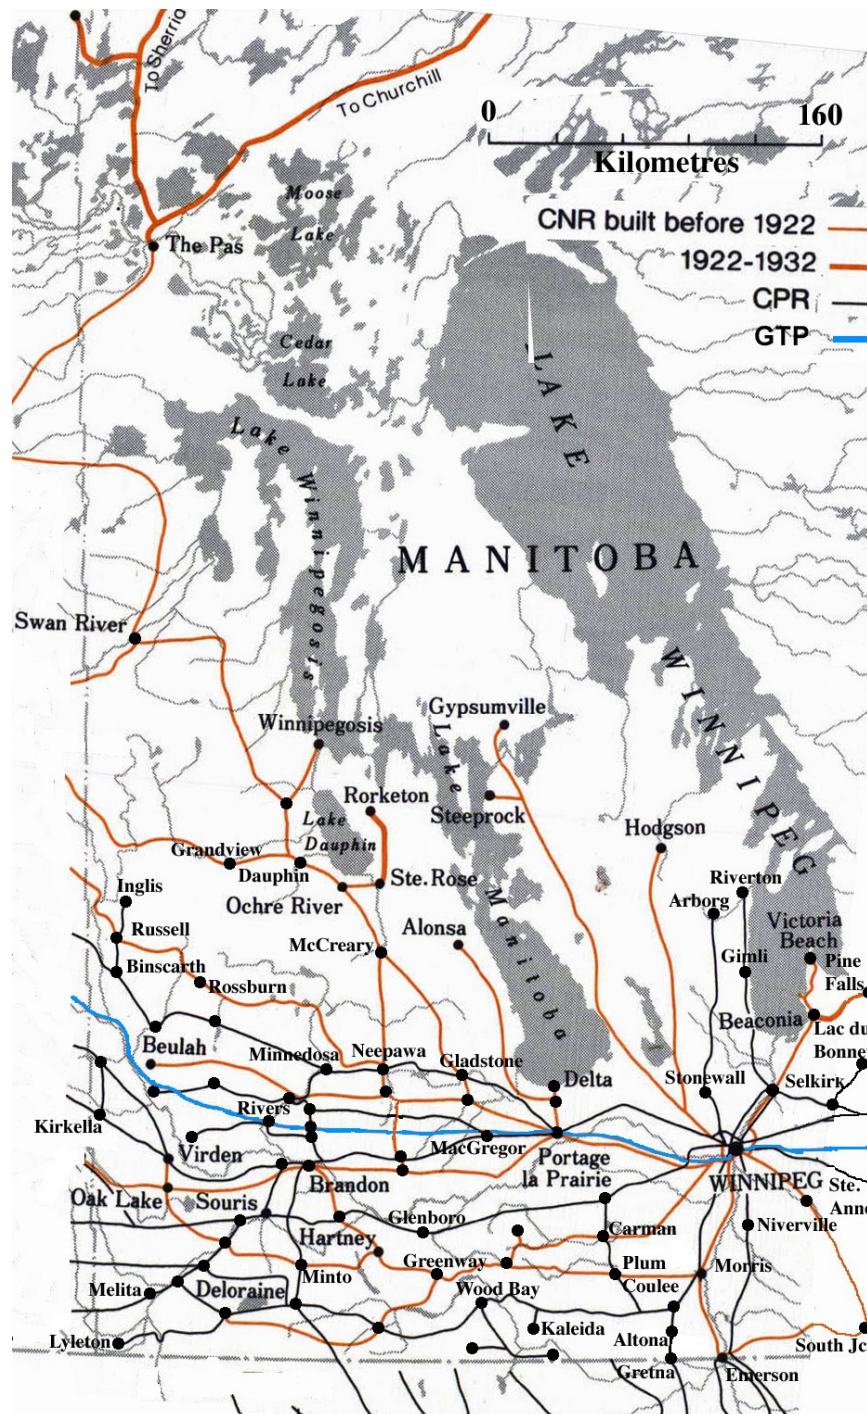 To Sherrio
To Churchill
0 160
Kilometres
Moose
Lake
CNR built before 1922
1922-1932
CPR
GTP
The Pas
Cedar
Lake
LAKE
WINNIPEG
Lake Winnipegosis
MANITOBA
Swan River
Gypsumville
Winnipegosis
Lake
Manitoba
Rorketon
Steeprock
Lake
Dauphin
Hodgson
Grandview
Dauphin
Ste. Rose
Riverton
Inglis
Ochre River
Arborg
Victoria
Beach
Russell
McCreary
Alonsa
Gimli
Pine
Falls
Binscarth
Rossburn
Beaconia
Lac du
Bonne
Beulah
Minnedosa
Neepawa
Gladstone
Delta
Stonewall
Selkirk
Kirkella
Rivers
Virden
MacGregor
Portage
la Prairie
Brandon
WINNIPEG
Ste.
Anne
Oak Lake
Souris
Glenboro
Carman
Niverville
Hartney
Greenway
Plum
Coulee
Morris
Melita
Deloraine
Minto
Wood Bay
Lyleton
Kaleida
Altona
South Jc
Gretna
Emerson